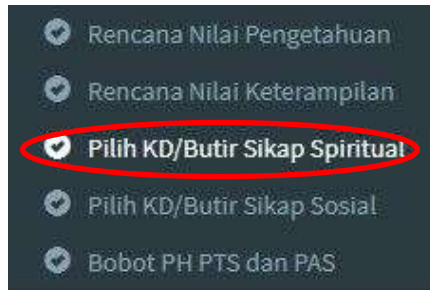 Rencana Nilai Pengetahuan
Rencana Nilai Keterampilan
Pilih KD/Butir Sikap Spiritual
Pilih KD/Butir Sikap Sosial
Bobot PH PTS dan PAS